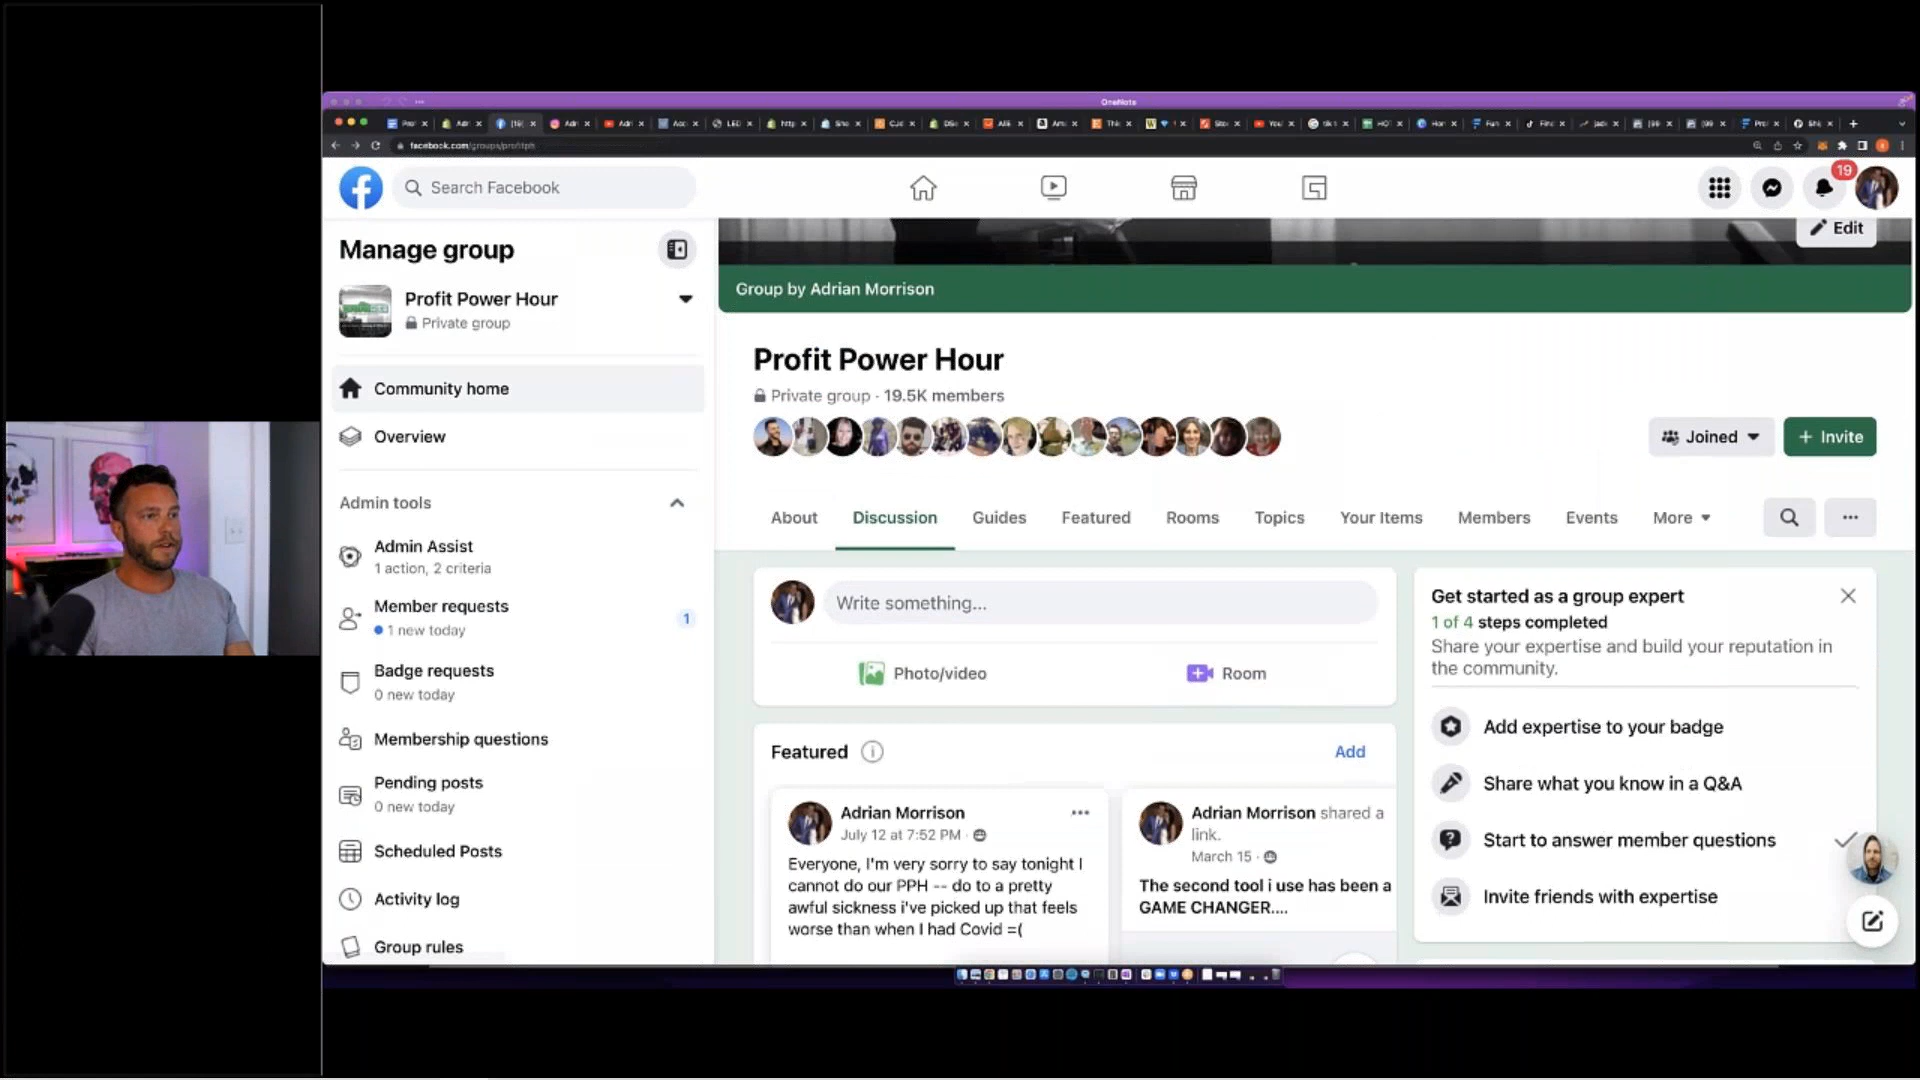 OneNote
facebook.com/groups/profitph
Search Facebook
19
Manage group
Edit
Group by Adrian Morrison
Profit Power Hour
Private group
Profit Power Hour
Private group · 19.5K members
Community home
Overview
Joined
+ Invite
Admin tools
About
Discussion
Guides
Featured
Rooms
Topics
Your Items
Members
Events
More
Admin Assist
1 action, 2 criteria
Member requests
1 new today
1
Badge requests
0 new today
Membership questions
Pending posts
0 new today
Scheduled Posts
Activity log
Group rules
Write something...
Photo/video
Room
Featured
Add
Adrian Morrison
July 12 at 7:52 PM ·
Everyone, I'm very sorry to say tonight I
cannot do our PPH -- do to a pretty
awful sickness i've picked up that feels
worse than when I had Covid =(
Adrian Morrison shared a
link.
March 15 ·
The second tool i use has been a
GAME CHANGER....
Get started as a group expert
1 of 4 steps completed
Share your expertise and build your reputation in
the community.
Add expertise to your badge
Share what you know in a Q&A
Start to answer member questions
Invite friends with expertise